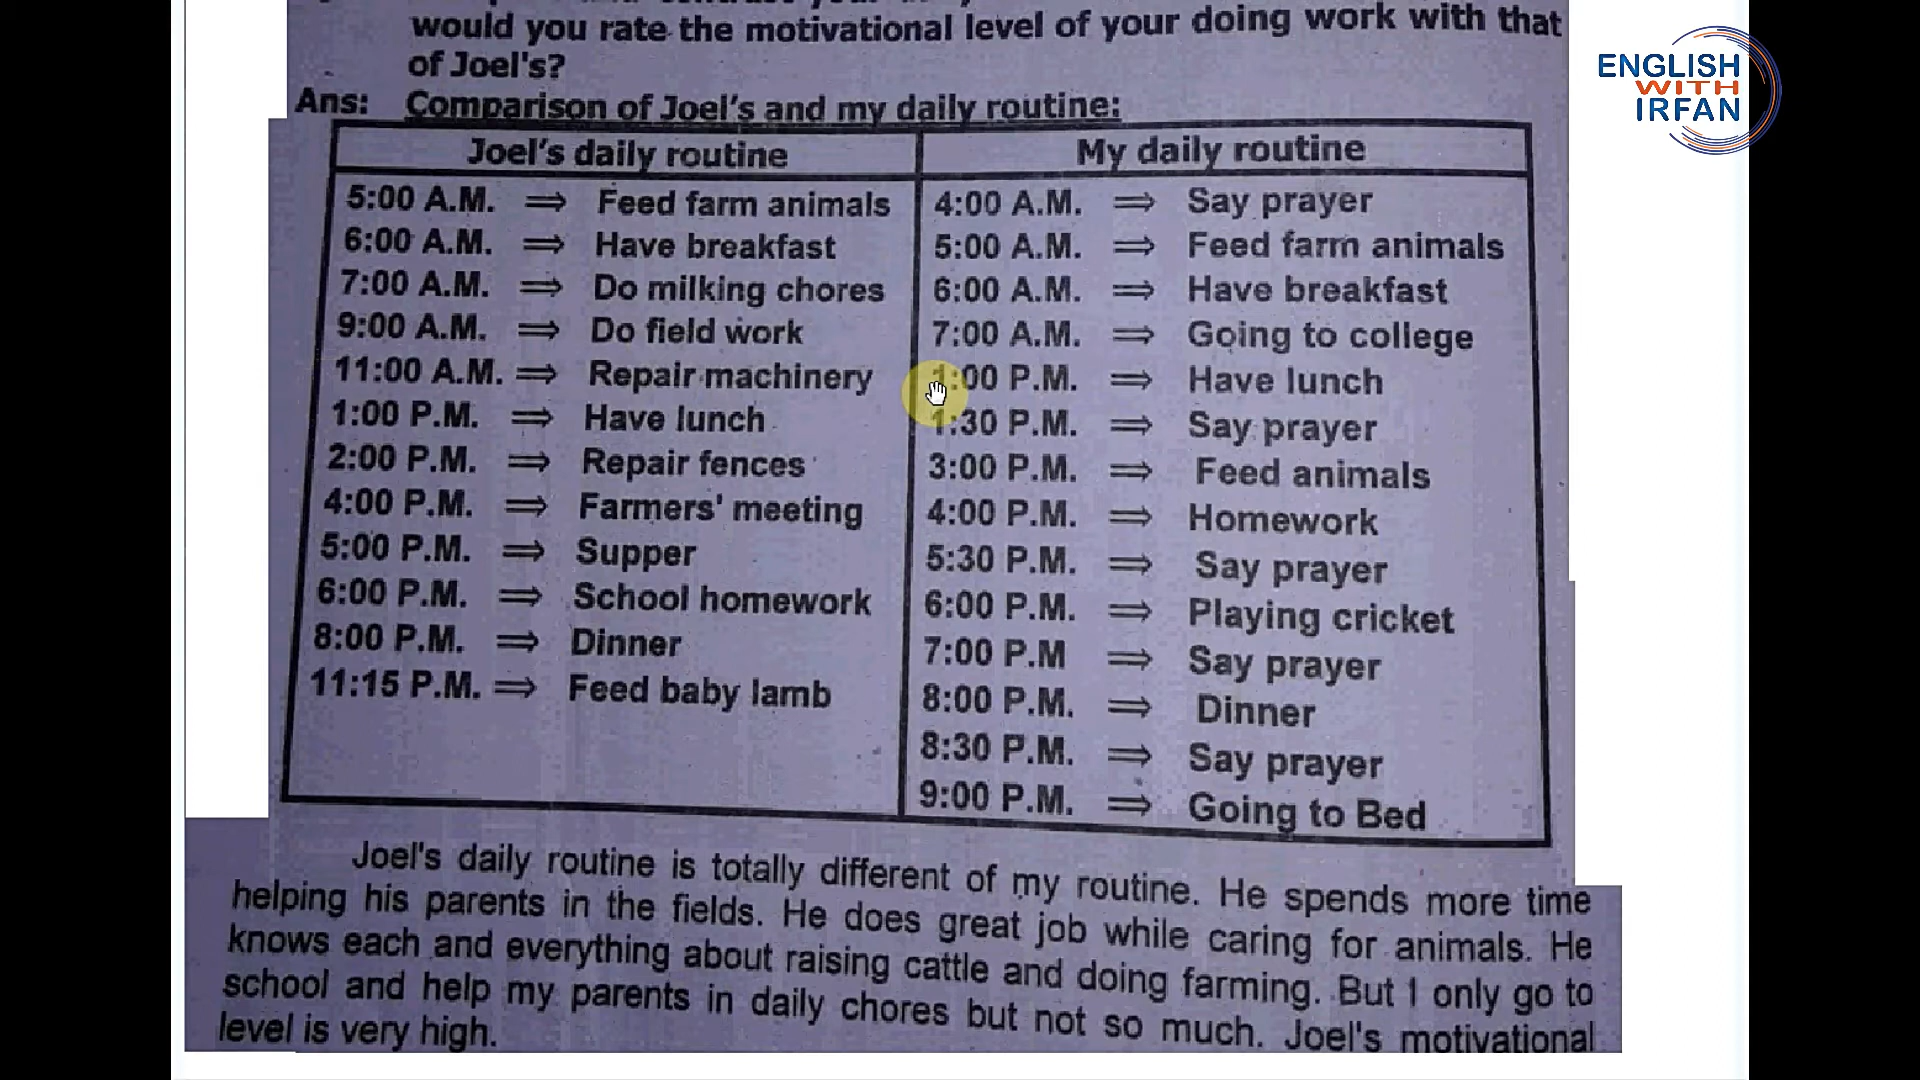 would you rate the motivational level of your doing work with that
of Joel's?
Ans: Comparison of Joel's and my daily routine:
Joel's daily routine
5:00 A.M. ⇒ Feed farm animals
6:00 A.M. ⇒ Have breakfast
7:00 A.M. ⇒ Do milking chores
9:00 A.M. ⇒ Do field work
11:00 A.M. ⇒ Repair machinery
1:00 P.M. ⇒ Have lunch
2:00 P.M. ⇒ Repair fences
4:00 P.M. ⇒ Farmers' meeting
5:00 P.M. ⇒ Supper
6:00 P.M. ⇒ School homework
8:00 P.M. ⇒ Dinner
11:15 P.M. ⇒ Feed baby lamb
My daily routine
4:00 A.M. ⇒ Say prayer
5:00 A.M. ⇒ Feed farm animals
6:00 A.M. ⇒ Have breakfast
7:00 A.M. ⇒ Going to college
1:00 P.M. ⇒ Have lunch
1:30 P.M. ⇒ Say prayer
3:00 P.M. ⇒ Feed animals
4:00 P.M. ⇒ Homework
5:30 P.M. ⇒ Say prayer
6:00 P.M. ⇒ Playing cricket
7:00 P.M ⇒ Say prayer
8:00 P.M. ⇒ Dinner
8:30 P.M. ⇒ Say prayer
9:00 P.M. ⇒ Going to Bed
Joel's daily routine is totally different of my routine. He spends more time
helping his parents in the fields. He does great job while caring for animals. He
knows each and everything about raising cattle and doing farming. But I only go to
school and help my parents in daily chores but not so much. Joel's motivational
level is very high.
ENGLISH
WITH
IRFAN